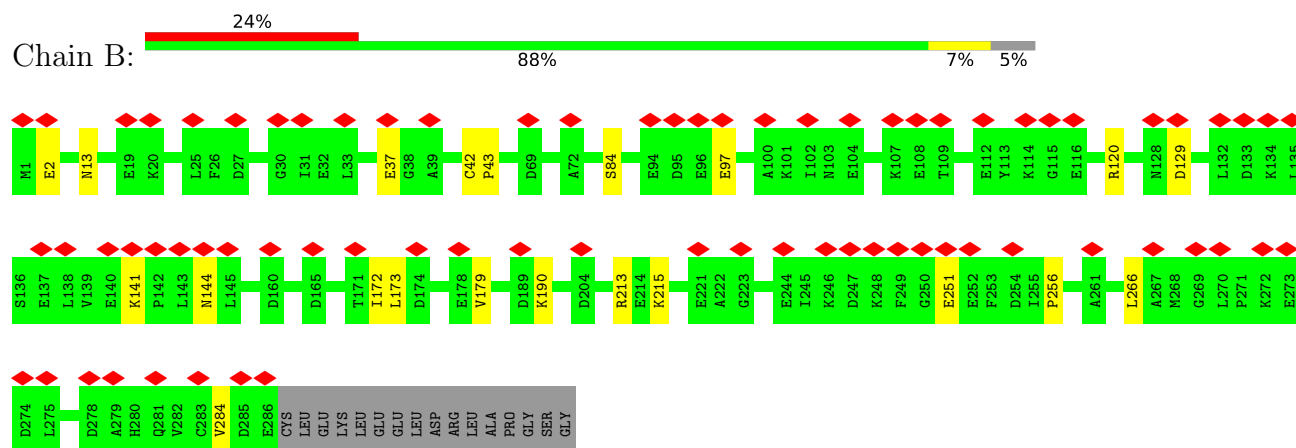 24%
Chain B:
88% 7% 5%
M1 E2 N13 E19 K20 L25 F26 D27 G30 I31 E32 L33 E37 G38 A39 C42 P43 D69 A72 S84 E94 D95 E96 E97 A100 K101 I102 N103 E104 K107 E108 T109 E112 Y113 K114 G115 E116 R120 N128 D129 L132 D133 K134 L135
S136 E137 L138 V139 E140 K141 P142 L143 N144 L145 D160 D165 T171 I172 L173 D174 E178 V179 D189 K190 D204 R213 E214 K215 E221 A222 G223 E244 I245 K246 D247 K248 F249 G250 E251 E252 F253 D254 I255 P256 A261 L266 A267 M268 G269 L270 P271 K272 E273
D274 L275 D278 A279 H280 Q281 V282 C283 V284 D285 E286 CYS LEU GLU LYS LEU GLU GLU LEU ASP ARG LEU ALA PRO GLY SER GLY